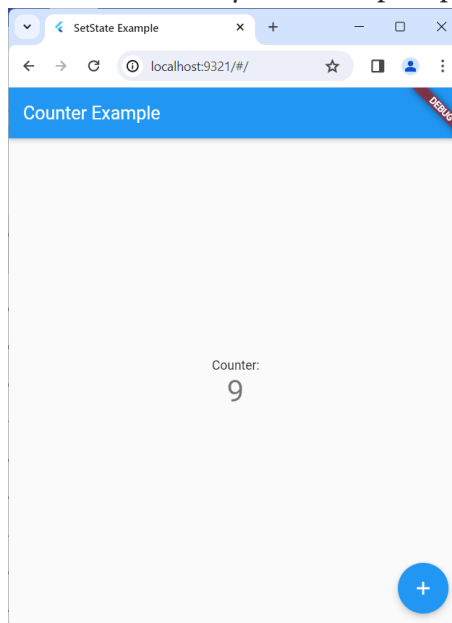 SetState Example
localhost:9321/#/
Counter Example
DEBUG
Counter:
9